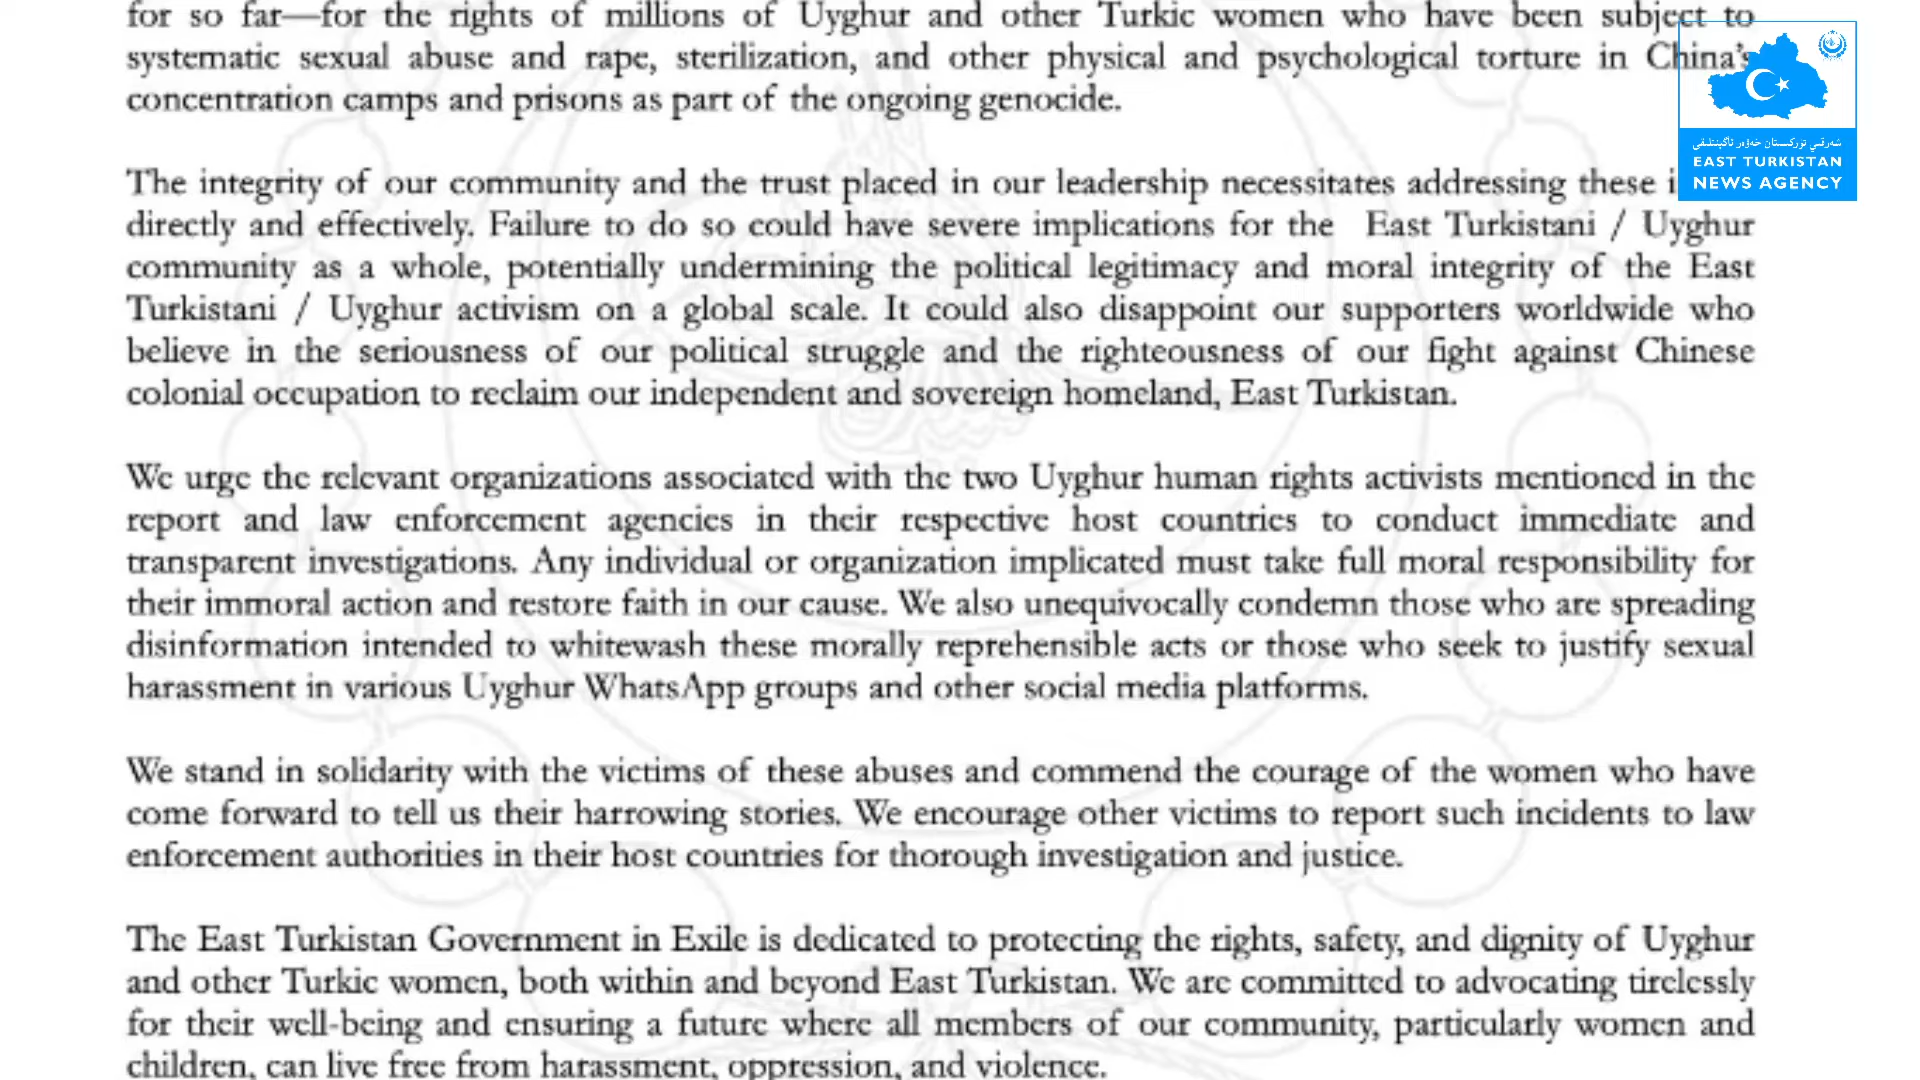 for so far—for the rights of millions of Uyghur and other Turkic women who have been subject to
systematic sexual abuse and rape, sterilization, and other physical and psychological torture in China's
concentration camps and prisons as part of the ongoing genocide.
The integrity of our community and the trust placed in our leadership necessitates addressing these
directly and effectively. Failure to do so could have severe implications for the East Turkistani / Uyghur
community as a whole, potentially undermining the political legitimacy and moral integrity of the East
Turkistani / Uyghur activism on a global scale. It could also disappoint our supporters worldwide who
believe in the seriousness of our political struggle and the righteousness of our fight against Chinese
colonial occupation to reclaim our independent and sovereign homeland, East Turkistan.
We urge the relevant organizations associated with the two Uyghur human rights activists mentioned in the
report and law enforcement agencies in their respective host countries to conduct immediate and
transparent investigations. Any individual or organization implicated must take full moral responsibility for
their immoral action and restore faith in our cause. We also unequivocally condemn those who are spreading
disinformation intended to whitewash these morally reprehensible acts or those who seek to justify sexual
harassment in various Uyghur WhatsApp groups and other social media platforms.
We stand in solidarity with the victims of these abuses and commend the courage of the women who have
come forward to tell us their harrowing stories. We encourage other victims to report such incidents to law
enforcement authorities in their host countries for thorough investigation and justice.
The East Turkistan Government in Exile is dedicated to protecting the rights, safety, and dignity of Uyghur
and other Turkic women, both within and beyond East Turkistan. We are committed to advocating tirelessly
for their well-being and ensuring a future where all members of our community, particularly women and
children, can live free from harassment, oppression, and violence.
شەرقىي تۈركىستان خەۋەر ئاگېنتلىقى
EAST TURKISTAN
NEWS AGENCY